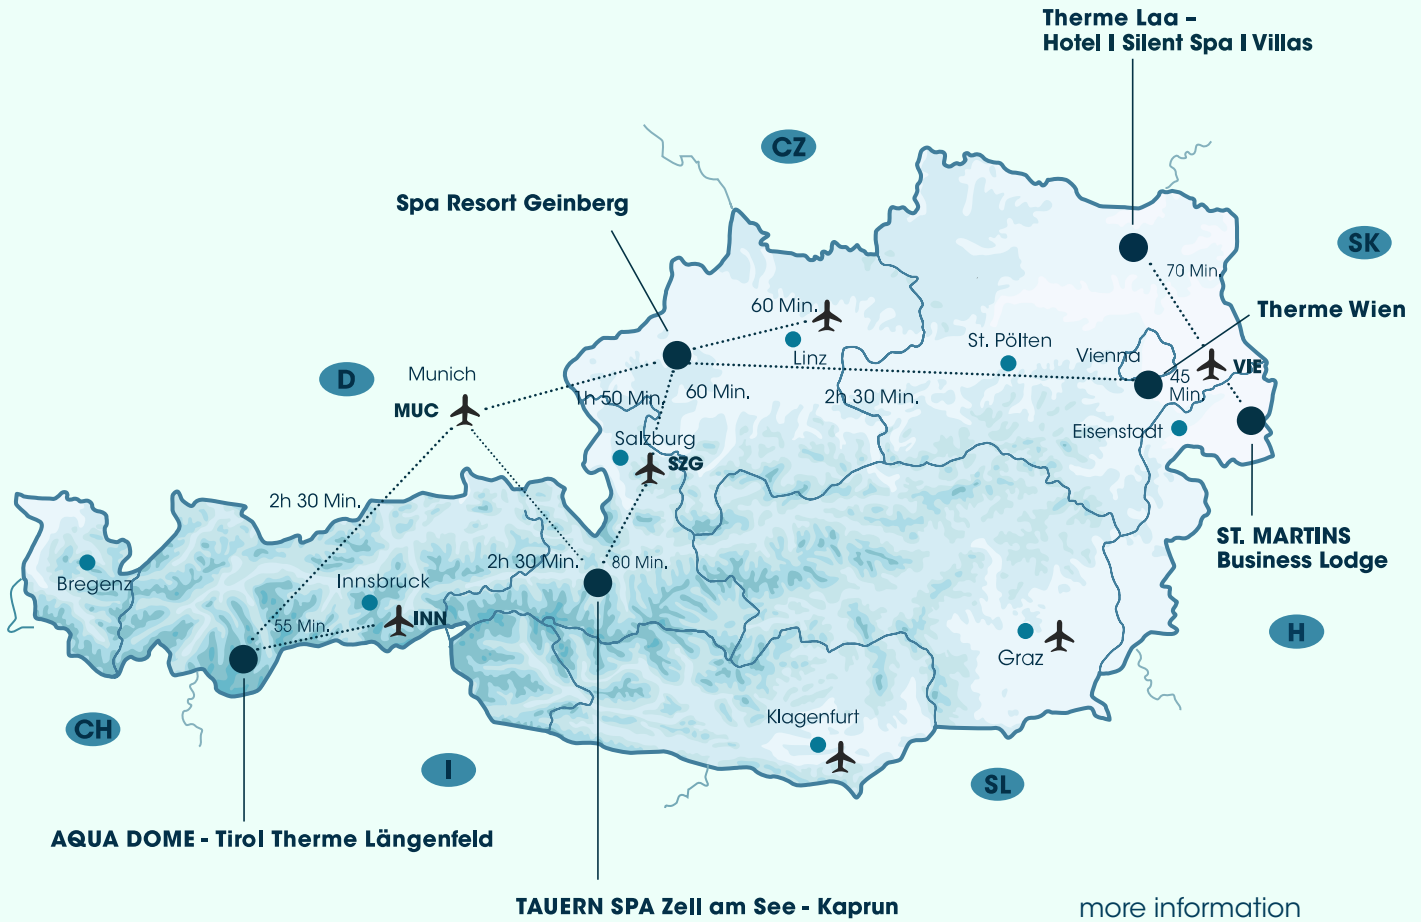 Therme Laa –
Hotel I Silent Spa I Villas
CZ
Spa Resort Geinberg
SK
70 Min.
60 Min.
Therme Wien
Linz
St. Pölten
Vienna
VIE
D
Munich
MUC
45
Min.
1h 50 Min.
60 Min.
2h 30 Min.
Salzburg
SZG
Eisenstadt
2h 30 Min.
ST. MARTINS
Business Lodge
2h 30 Min.
80 Min.
Bregenz
Innsbruck
INN
55 Min.
H
Graz
CH
Klagenfurt
I
SL
AQUA DOME - Tirol Therme Längenfeld
TAUERN SPA Zell am See - Kaprun
more information